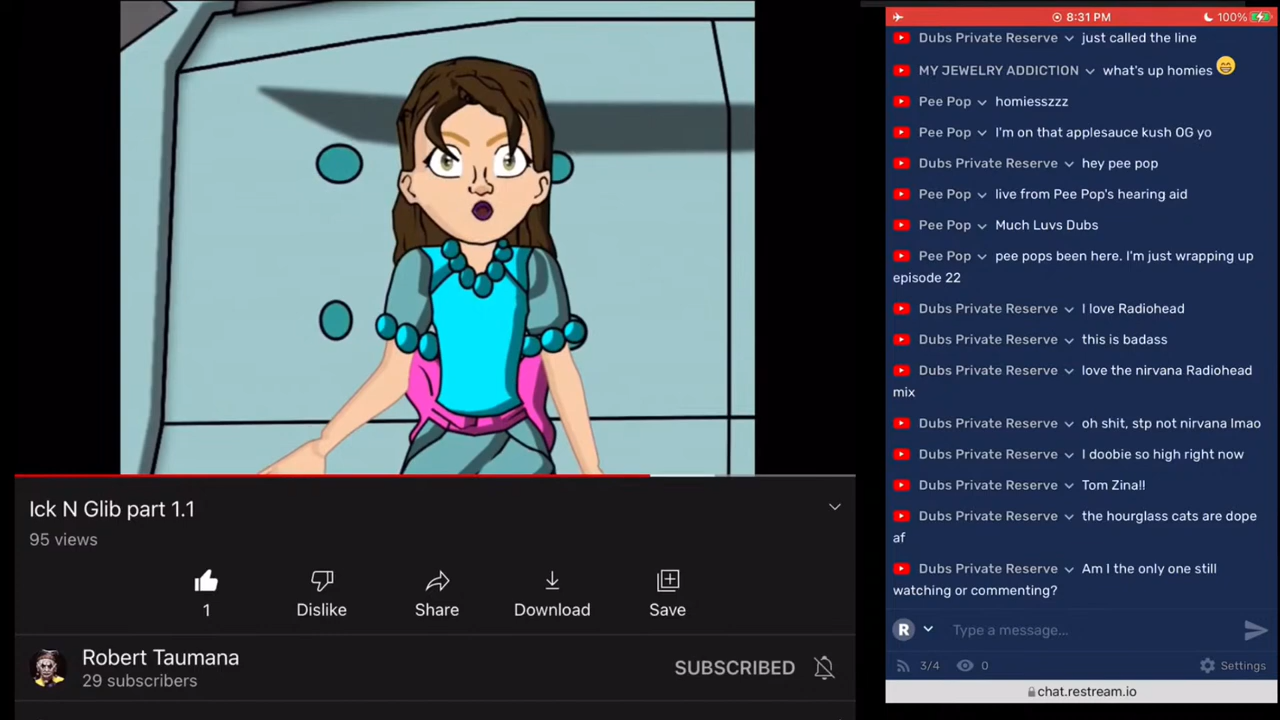 Ick N Glib part 1.1
95 views
1
Dislike
Share
Download
Save
Robert Taumana
29 subscribers
SUBSCRIBED
8:31 PM
100%
Dubs Private Reserve just called the line
MY JEWELRY ADDICTION what's up homies 😁
Pee Pop homiesszzz
Pee Pop I'm on that applesauce kush OG yo
Dubs Private Reserve hey pee pop
Pee Pop live from Pee Pop's hearing aid
Pee Pop Much Luvs Dubs
Pee Pop pee pops been here. I'm just wrapping up
episode 22
Dubs Private Reserve I love Radiohead
Dubs Private Reserve this is badass
Dubs Private Reserve love the nirvana Radiohead
mix
Dubs Private Reserve oh shit, stp not nirvana lmao
Dubs Private Reserve I doobie so high right now
Dubs Private Reserve Tom Zina!!
Dubs Private Reserve the hourglass cats are dope
af
Dubs Private Reserve Am I the only one still
watching or commenting?
R
Type a message...
3/4
0
Settings
chat.restream.io